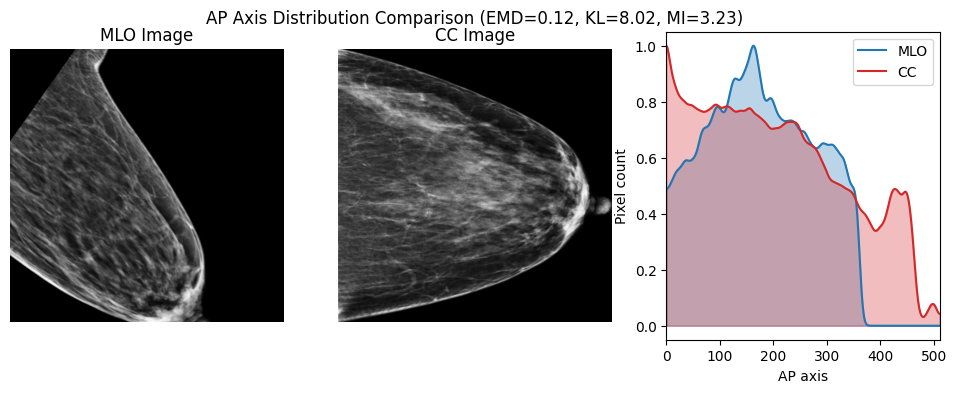 AP Axis Distribution Comparison (EMD=0.12, KL=8.02, MI=3.23)
MLO Image
CC Image
MLO
CC
Pixel count
1.0
0.8
0.6
0.4
0.2
0.0
0 100 200 300 400 500
AP axis